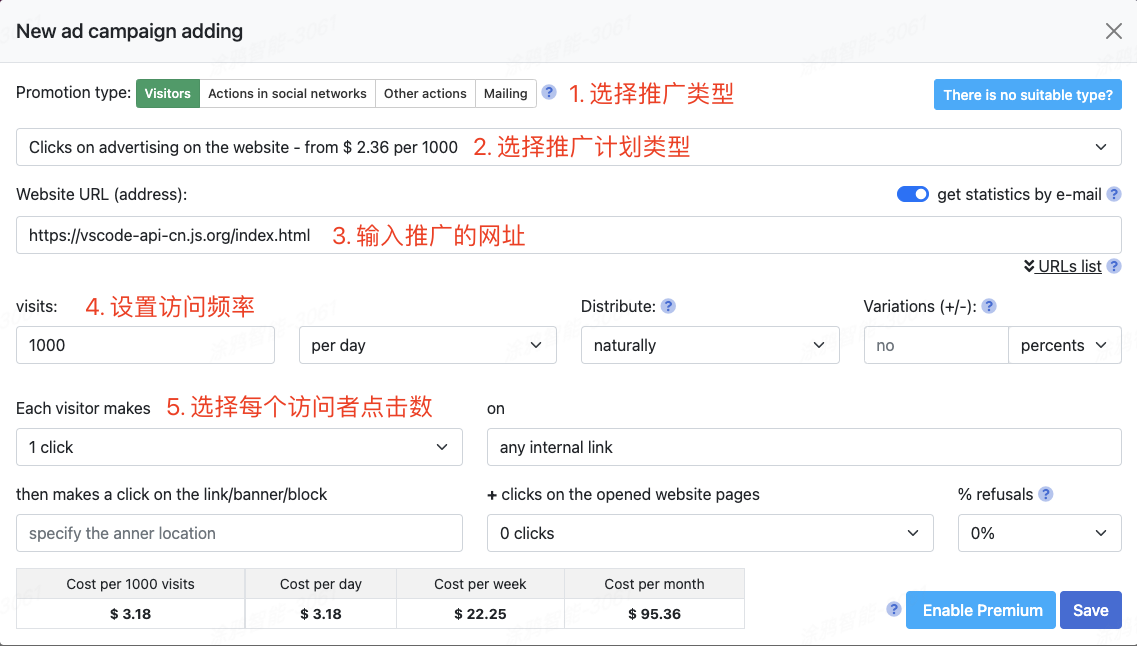 New ad campaign adding
Promotion type: Visitors Actions in social networks Other actions Mailing ? 1. 选择推广类型 There is no suitable type?
Clicks on advertising on the website - from $ 2.36 per 1000 2. 选择推广计划类型
Website URL (address): get statistics by e-mail ?
https://vscode-api-cn.js.org/index.html 3. 输入推广的网址
URLs list ?
visits: 4. 设置访问频率 Distribute: ? Variations (+/-): ?
1000 per day naturally no percents
Each visitor makes 5. 选择每个访问者点击数 on
1 click any internal link
then makes a click on the link/banner/block + clicks on the opened website pages % refusals ?
specify the anner location 0 clicks 0%
Cost per 1000 visits Cost per day Cost per week Cost per month
$ 3.18 $ 3.18 $ 22.25 $ 95.36 ? Enable Premium Save